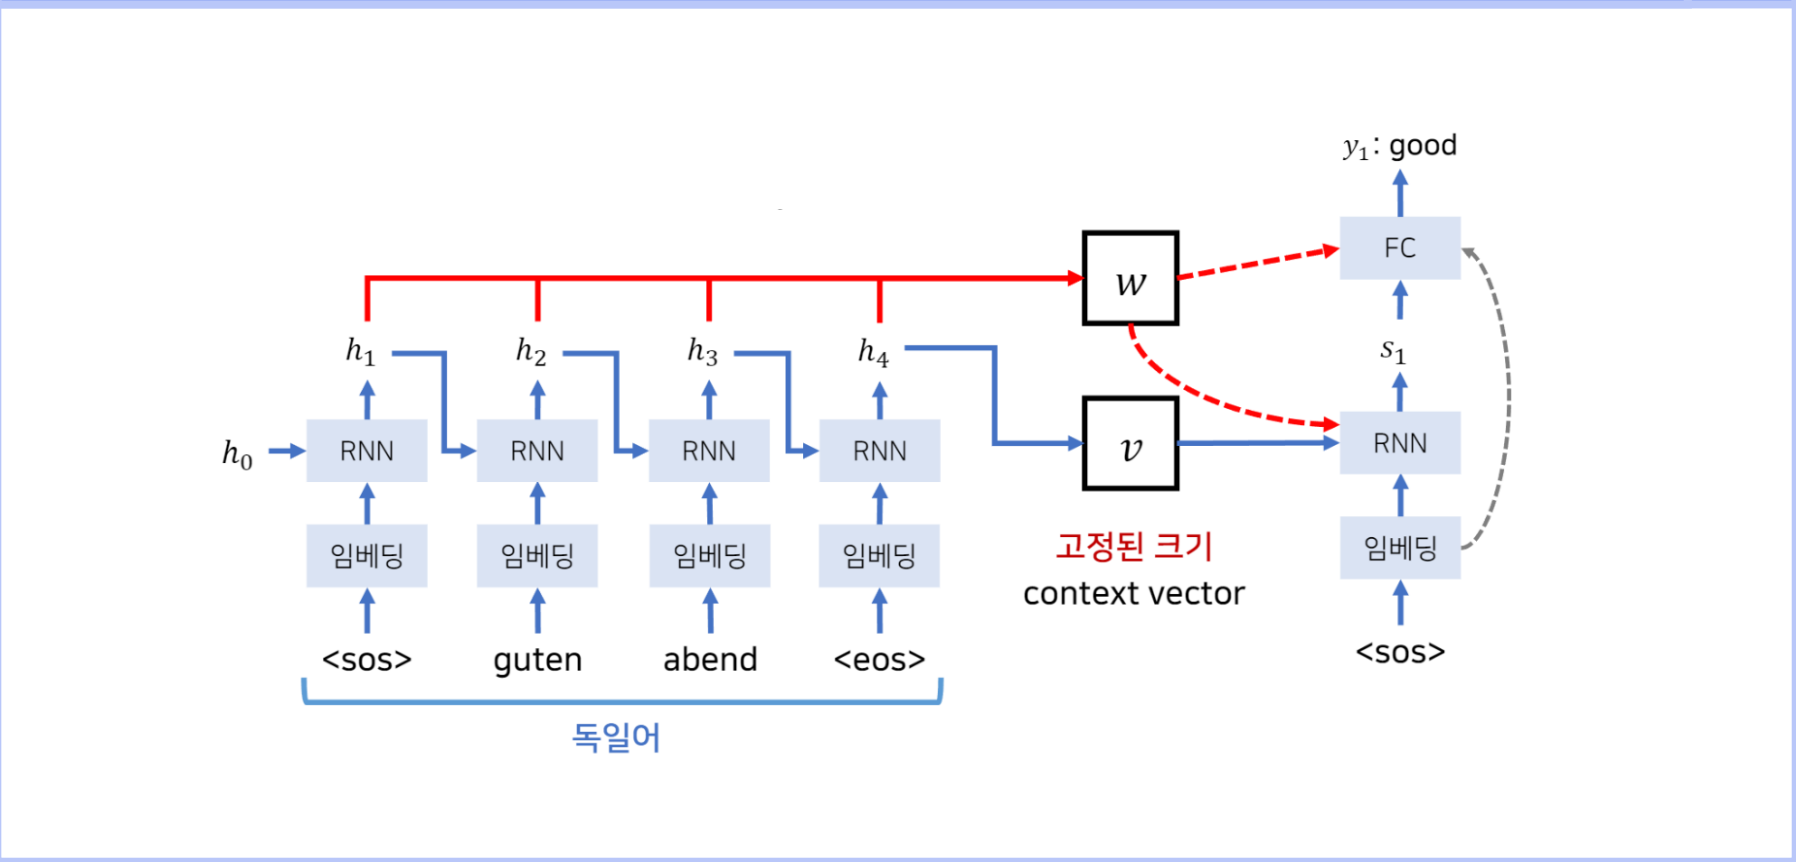 y₁: good
FC
w
h₁
h₂
h₃
h₄
s₁
h₀
RNN
RNN
RNN
RNN
v
RNN
임베딩
임베딩
임베딩
임베딩
고정된 크기
context vector
임베딩
<sos>
guten
abend
<eos>
<sos>
독일어